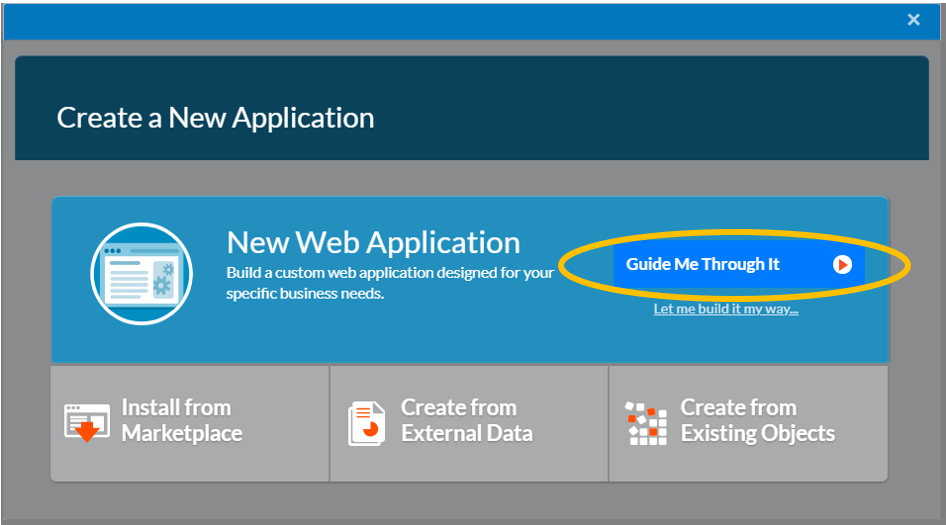 Create a New Application
New Web Application
Build a custom web application designed for your
specific business needs.
Guide Me Through It
Let me build it my way...
Install from
Marketplace
Create from
External Data
Create from
Existing Objects